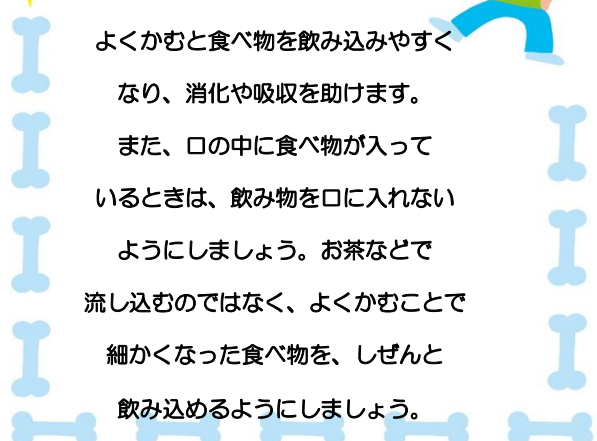 よくかむと食べ物を飲み込みやすく
なり、消化や吸収を助けます。
また、口の中に食べ物が入って
いるときは、飲み物を口に入れない
ようにしましょう。お茶などで
流し込むのではなく、よくかむことで
細かくなった食べ物を、しぜんと
飲み込めるようにしましょう。